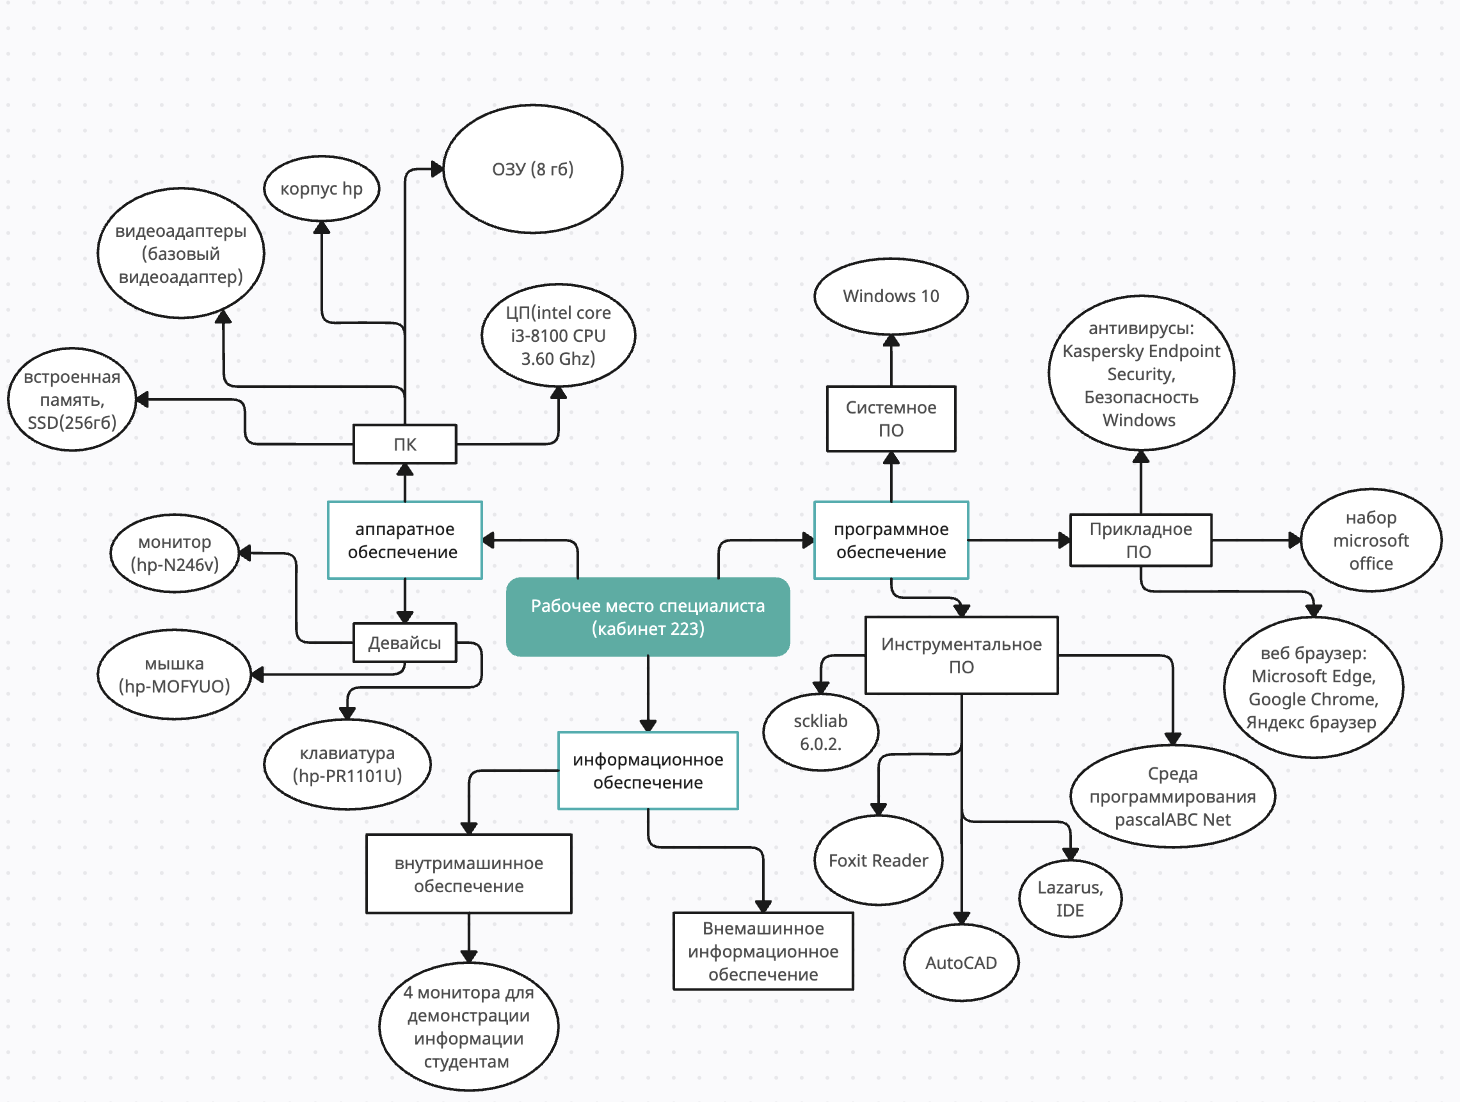 ОЗУ (8 гб)
корпус hp
видеоадаптеры
(базовый
видеоадаптер)
ЦП(intel core
i3-8100 CPU
3.60 Ghz)
встроенная
память,
SSD(256гб)
ПК
аппаратное
обеспечение
монитор
(hp-N246v)
Девайсы
мышка
(hp-MOFYUO)
клавиатура
(hp-PR1101U)
Рабочее место специалиста
(кабинет 223)
Windows 10
Системное
ПО
программное
обеспечение
антивирусы:
Kaspersky Endpoint
Security,
Безопасность
Windows
Прикладное
ПО
набор
microsoft
office
веб браузер:
Microsoft Edge,
Google Chrome,
Яндекс браузер
Инструментальное
ПО
sckliab
6.0.2.
Среда
программирования
pascalABC Net
Foxit Reader
Lazarus,
IDE
AutoCAD
информационное
обеспечение
внутримашинное
обеспечение
Внемашинное
информационное
обеспечение
4 монитора для
демонстрации
информации
студентам